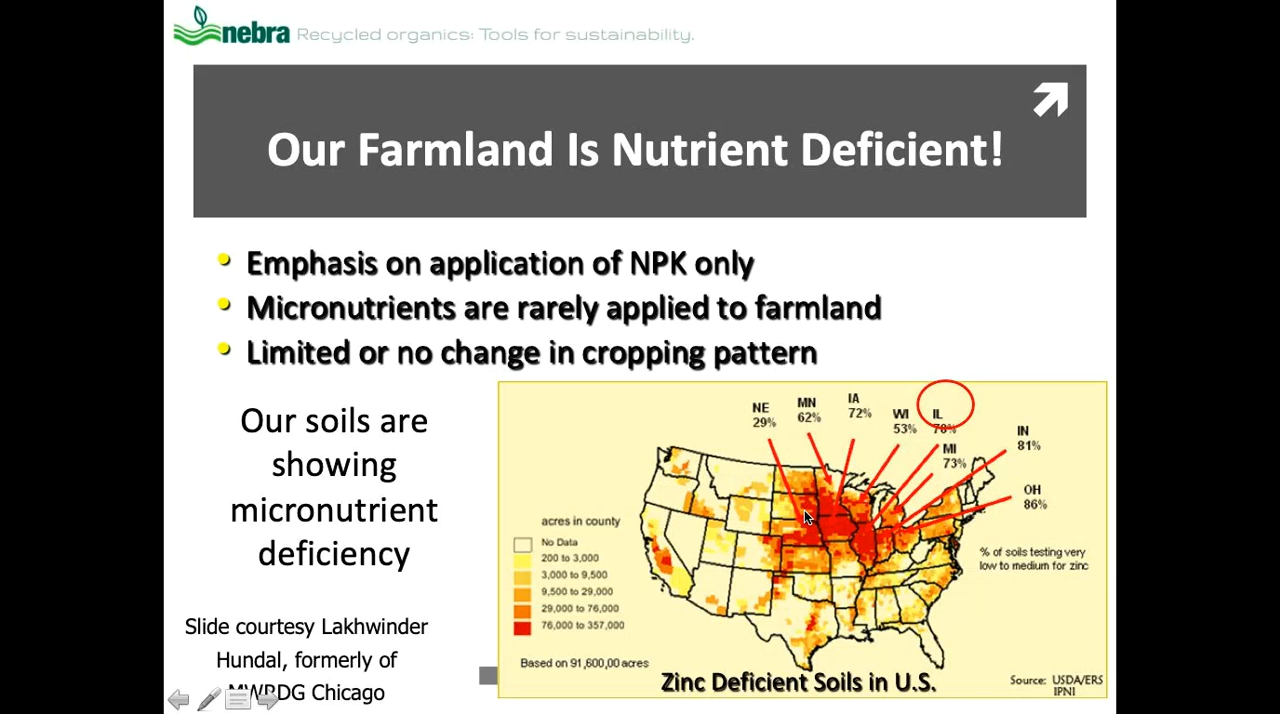 nebra Recycled organics: Tools for sustainability.
Our Farmland Is Nutrient Deficient!
• Emphasis on application of NPK only
• Micronutrients are rarely applied to farmland
• Limited or no change in cropping pattern
Our soils are
showing
micronutrient
deficiency
Slide courtesy Lakhwinder
Hundal, formerly of
MWRDG Chicago
NE
29%
MN
62%
IA
72%
WI
53%
IL
78%
MI
73%
IN
81%
OH
86%
acres in county
No Data
200 to 3,000
3,000 to 9,500
9,500 to 29,000
29,000 to 76,000
76,000 to 357,000
Based on 91,600,00 acres
% of soils testing very
low to medium for zinc
Zinc Deficient Soils in U.S.
Source: USDA/ERS
IPNI